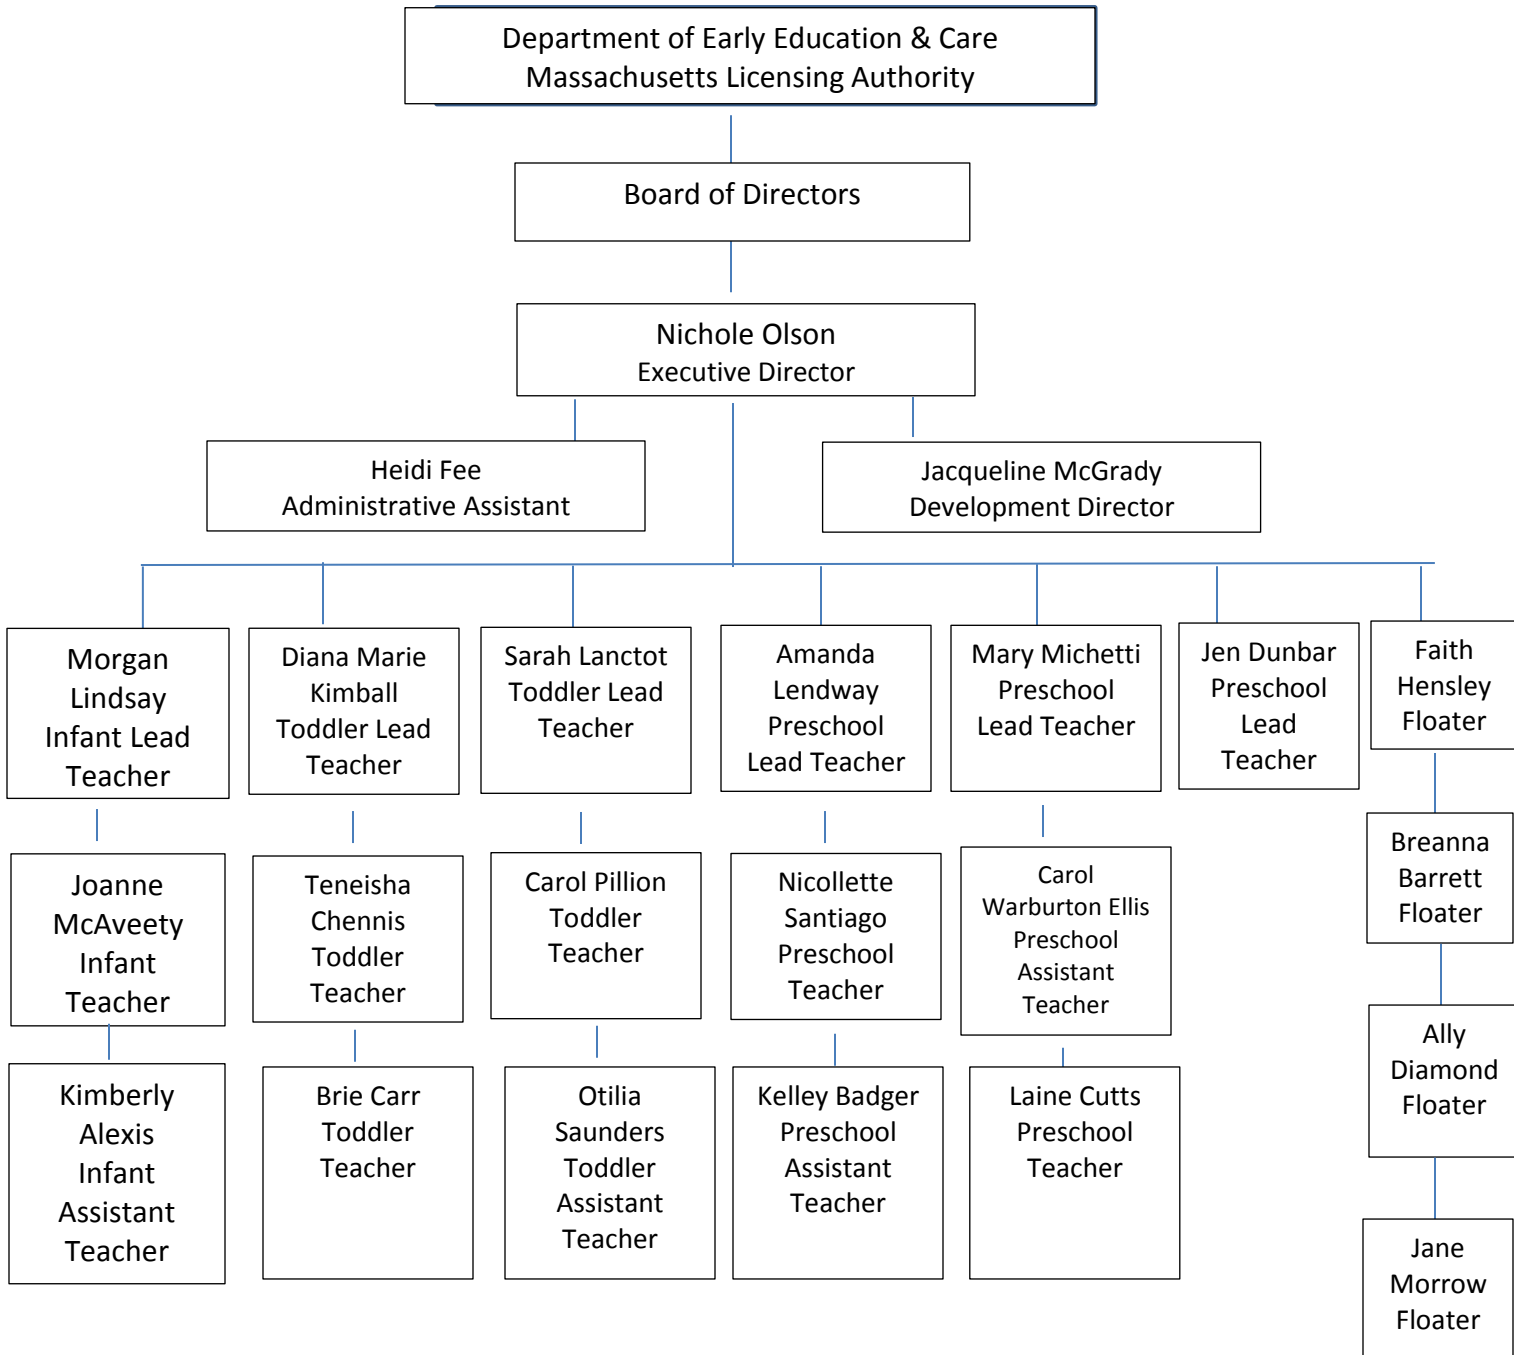 Department of Early Education & Care
Massachusetts Licensing Authority
Board of Directors
Nichole Olson
Executive Director
Heidi Fee
Administrative Assistant
Jacqueline McGrady
Development Director
Morgan
Lindsay
Infant Lead
Teacher
Diana Marie
Kimball
Toddler Lead
Teacher
Sarah Lanctot
Toddler Lead
Teacher
Amanda
Lendway
Preschool
Lead Teacher
Mary Michetti
Preschool
Lead Teacher
Jen Dunbar
Preschool
Lead
Teacher
Faith
Hensley
Floater
Joanne
McAveety
Infant
Teacher
Teneisha
Chennis
Toddler
Teacher
Carol Pillion
Toddler
Teacher
Nicollette
Santiago
Preschool
Teacher
Carol
Warburton Ellis
Preschool
Assistant
Teacher
Breanna
Barrett
Floater
Kimberly
Alexis
Infant
Assistant
Teacher
Brie Carr
Toddler
Teacher
Otilia
Saunders
Toddler
Assistant
Teacher
Kelley Badger
Preschool
Assistant
Teacher
Laine Cutts
Preschool
Teacher
Ally
Diamond
Floater
Jane
Morrow
Floater